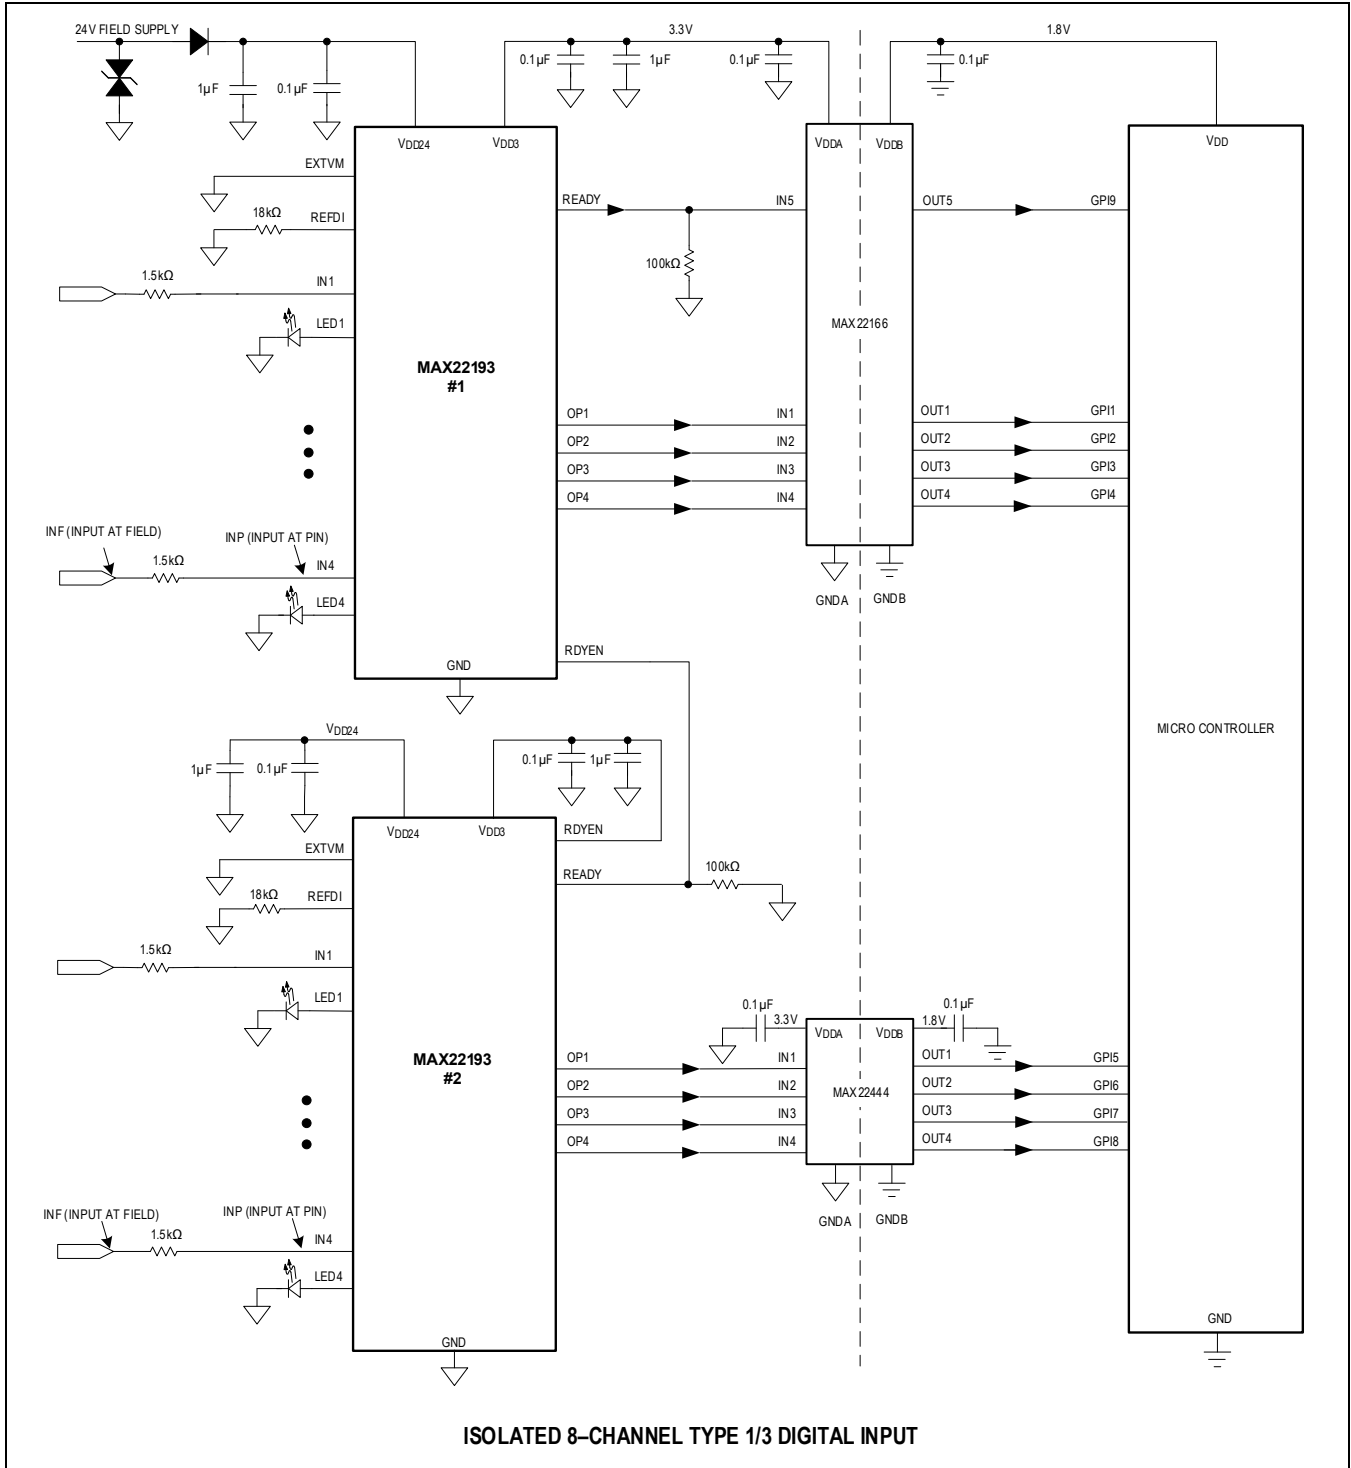 24V FIELD SUPPLY
3.3V
1.8V
1µF
0.1µF
0.1µF
1µF
0.1µF
0.1µF
VDD24
VDD3
VDDA
VDDB
VDD
EXTVM
READY
IN5
OUT5
GPI9
18kΩ
REFDI
100kΩ
1.5kΩ
IN1
LED1
MAX22166
MAX22193
#1
OP1
IN1
OUT1
GPI1
OP2
IN2
OUT2
GPI2
OP3
IN3
OUT3
GPI3
OP4
IN4
OUT4
GPI4
INF (INPUT AT FIELD)
INP (INPUT AT PIN)
1.5kΩ
IN4
LED4
GNDA
GNDB
RDYEN
GND
VDD24
MICRO CONTROLLER
1µF
0.1µF
0.1µF
1µF
VDD24
VDD3
RDYEN
EXTVM
READY
100kΩ
18kΩ
REFDI
1.5kΩ
IN1
LED1
0.1µF
3.3V
VDDA
VDDB
1.8V
0.1µF
MAX22193
#2
MAX22444
OP1
IN1
OUT1
GPI5
OP2
IN2
OUT2
GPI6
OP3
IN3
OUT3
GPI7
OP4
IN4
OUT4
GPI8
INF (INPUT AT FIELD)
INP (INPUT AT PIN)
1.5kΩ
IN4
LED4
GNDA
GNDB
GND
GND
ISOLATED 8–CHANNEL TYPE 1/3 DIGITAL INPUT